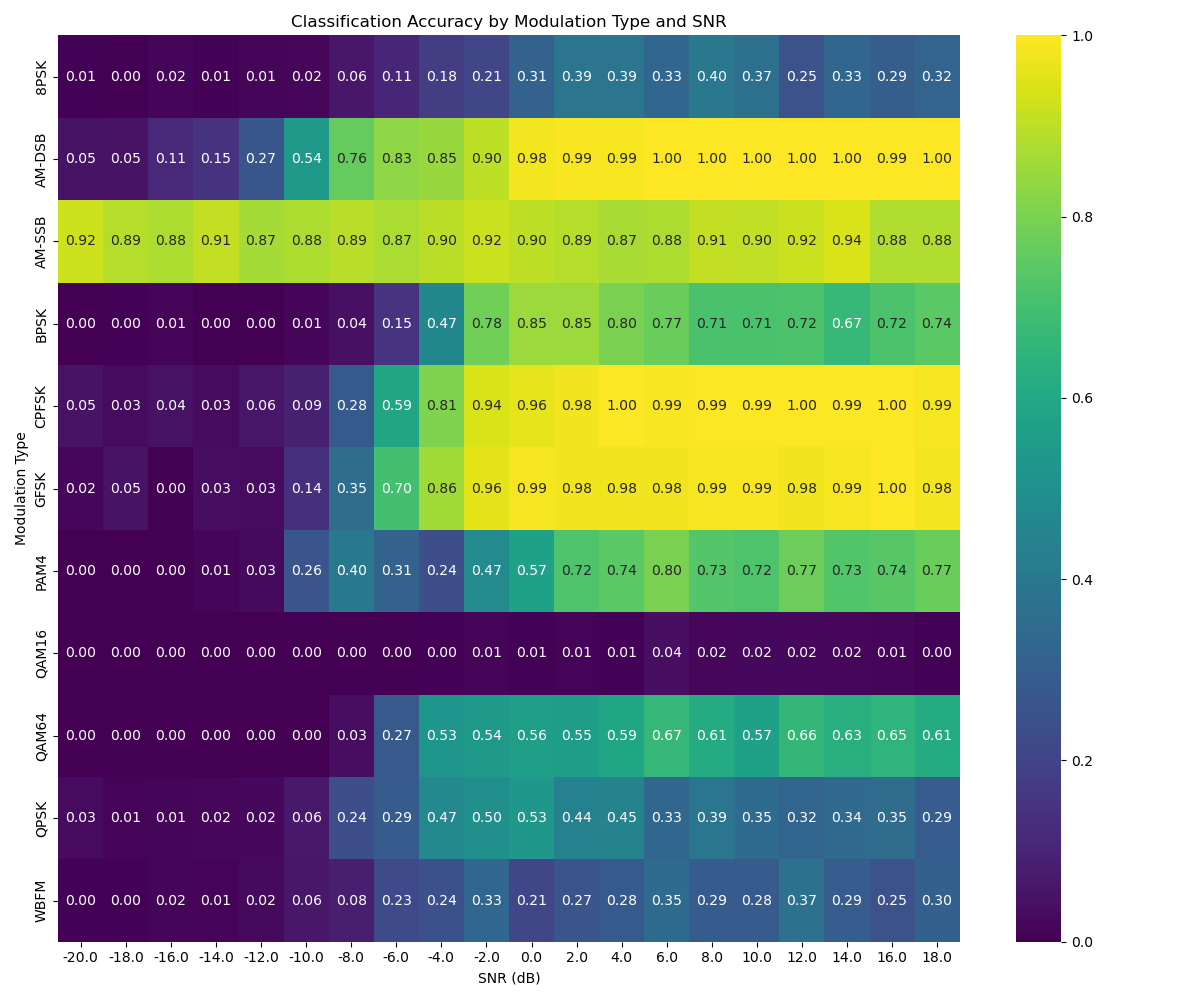 Classification Accuracy by Modulation Type and SNR
8PSK 0.01 0.00 0.02 0.01 0.01 0.02 0.06 0.11 0.18 0.21 0.31 0.39 0.39 0.33 0.40 0.37 0.25 0.33 0.29 0.32
AM-DSB 0.05 0.05 0.11 0.15 0.27 0.54 0.76 0.83 0.85 0.90 0.98 0.99 0.99 1.00 1.00 1.00 1.00 1.00 0.99 1.00
AM-SSB 0.92 0.89 0.88 0.91 0.87 0.88 0.89 0.87 0.90 0.92 0.90 0.89 0.87 0.88 0.91 0.90 0.92 0.94 0.88 0.88
BPSK 0.00 0.00 0.01 0.00 0.00 0.01 0.04 0.15 0.47 0.78 0.85 0.85 0.80 0.77 0.71 0.71 0.72 0.67 0.72 0.74
CPFSK 0.05 0.03 0.04 0.03 0.06 0.09 0.28 0.59 0.81 0.94 0.96 0.98 1.00 0.99 0.99 0.99 1.00 0.99 1.00 0.99
GFSK 0.02 0.05 0.00 0.03 0.03 0.14 0.35 0.70 0.86 0.96 0.99 0.98 0.98 0.98 0.99 0.99 0.98 0.99 1.00 0.98
PAM4 0.00 0.00 0.00 0.01 0.03 0.26 0.40 0.31 0.24 0.47 0.57 0.72 0.74 0.80 0.73 0.72 0.77 0.73 0.74 0.77
QAM16 0.00 0.00 0.00 0.00 0.00 0.00 0.00 0.00 0.00 0.01 0.01 0.01 0.01 0.04 0.02 0.02 0.02 0.02 0.01 0.00
QAM64 0.00 0.00 0.00 0.00 0.00 0.00 0.03 0.27 0.53 0.54 0.56 0.55 0.59 0.67 0.61 0.57 0.66 0.63 0.65 0.61
QPSK 0.03 0.01 0.01 0.02 0.02 0.06 0.24 0.29 0.47 0.50 0.53 0.44 0.45 0.33 0.39 0.35 0.32 0.34 0.35 0.29
WBFM 0.00 0.00 0.02 0.01 0.02 0.06 0.08 0.23 0.24 0.33 0.21 0.27 0.28 0.35 0.29 0.28 0.37 0.29 0.25 0.30
-20.0 -18.0 -16.0 -14.0 -12.0 -10.0 -8.0 -6.0 -4.0 -2.0 0.0 2.0 4.0 6.0 8.0 10.0 12.0 14.0 16.0 18.0
SNR (dB)
Modulation Type
1.0
0.8
0.6
0.4
0.2
0.0